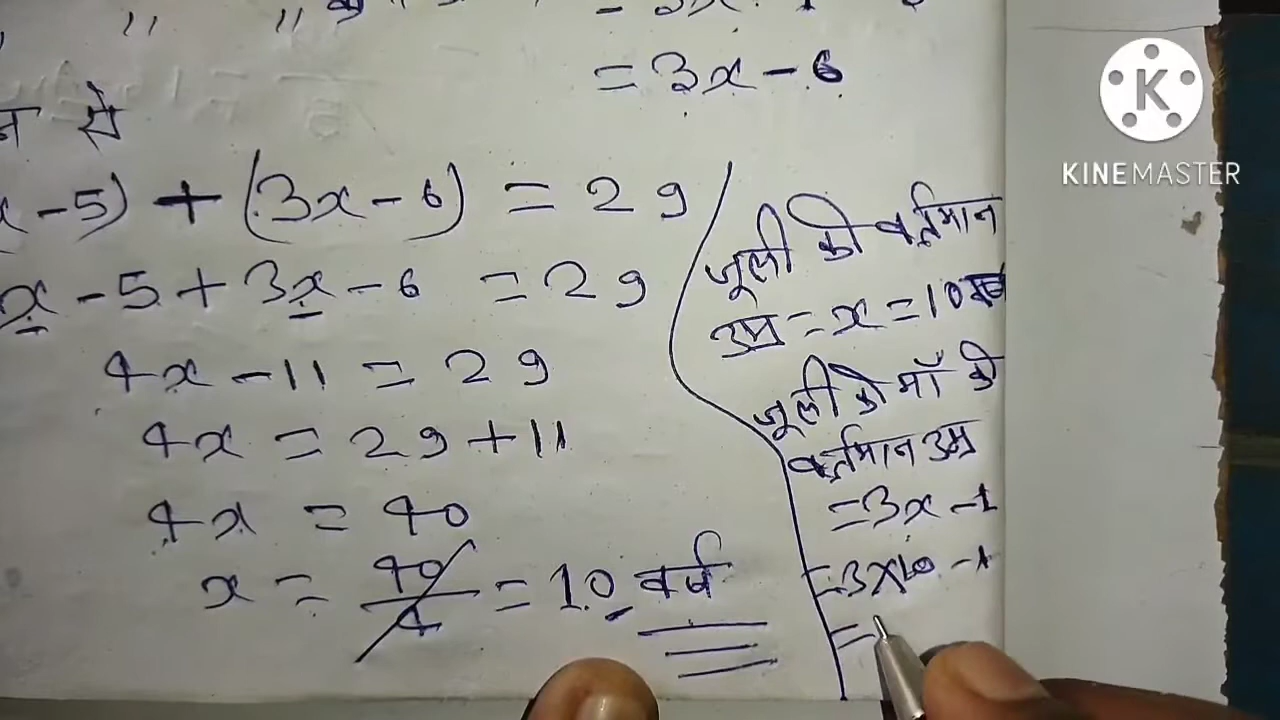 = 3x - 6
से
x - 5) + (3x - 6) = 29
x - 5 + 3x - 6 = 29
4x - 11 = 29
4x = 29 + 11
4x = 40
x = 40/4 = 10 वर्ष
जूली की वर्तमान
उम्र = x = 10 वर्ष
जूली की माँ की
वर्तमान उम्र
= 3x - 1
= 3 x 10 - 1
=
K
KINEMASTER